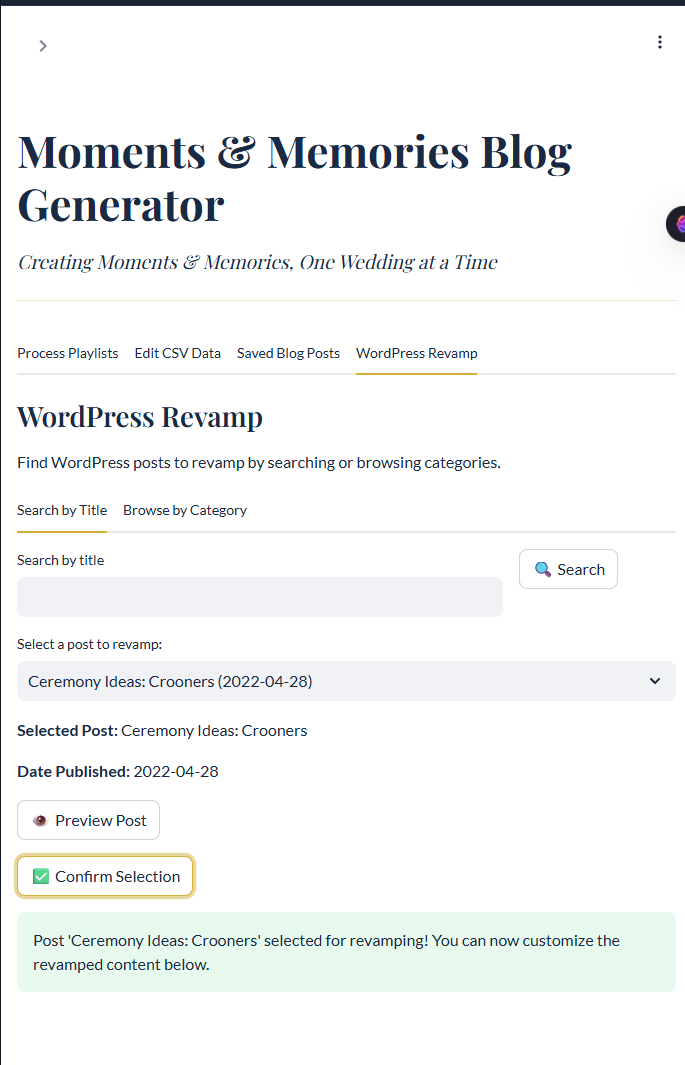 Moments & Memories Blog
Generator
Creating Moments & Memories, One Wedding at a Time
Process Playlists Edit CSV Data Saved Blog Posts WordPress Revamp
WordPress Revamp
Find WordPress posts to revamp by searching or browsing categories.
Search by Title Browse by Category
Search by title
Search
Select a post to revamp:
Ceremony Ideas: Crooners (2022-04-28)
Selected Post: Ceremony Ideas: Crooners
Date Published: 2022-04-28
Preview Post
Confirm Selection
Post 'Ceremony Ideas: Crooners' selected for revamping! You can now customize the
revamped content below.